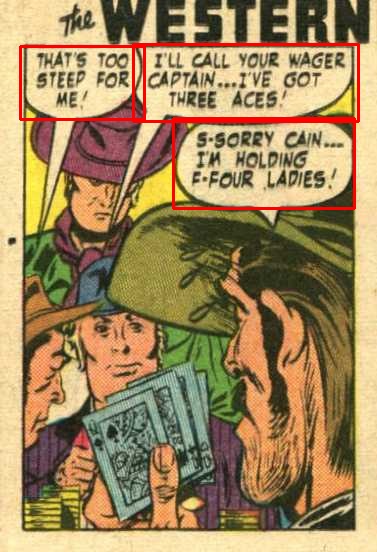 the WESTERN
THAT'S TOO
STEEP FOR
ME!
I'LL CALL YOUR WAGER
CAPTAIN...I'VE GOT
THREE ACES!
S-SORRY CAIN...
I'M HOLDING
F-FOUR LADIES!